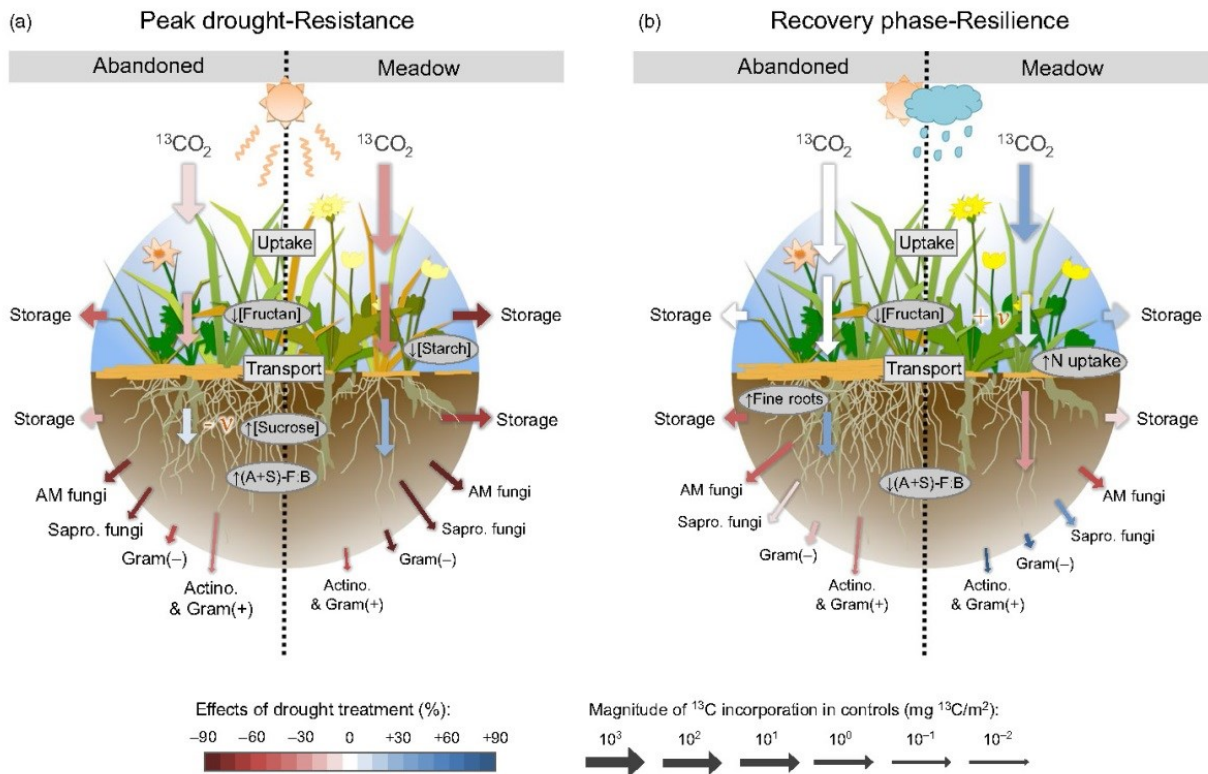 (a) Peak drought-Resistance
Abandoned Meadow
¹³CO₂ ¹³CO₂
Uptake
↓[Fructan]
Storage Storage
↓[Starch]
Transport
Storage Storage
- v ↑[Sucrose]
↑(A+S)-F:B
AM fungi AM fungi
Sapro. fungi Sapro. fungi
Gram(–) Gram(–)
Actino. Actino.
& Gram(+) & Gram(+)
(b) Recovery phase-Resilience
Abandoned Meadow
¹³CO₂ ¹³CO₂
Uptake
↓[Fructan] + v
Storage Storage
↑N uptake
Transport
↑Fine roots
Storage Storage
↓(A+S)-F:B
AM fungi AM fungi
Sapro. fungi Sapro. fungi
Gram(–) Gram(–)
Actino. Actino.
& Gram(+) & Gram(+)
Effects of drought treatment (%):
–90 –60 –30 0 +30 +60 +90
Magnitude of ¹³C incorporation in controls (mg ¹³C/m²):
10³ 10² 10¹ 10⁰ 10⁻¹ 10⁻²